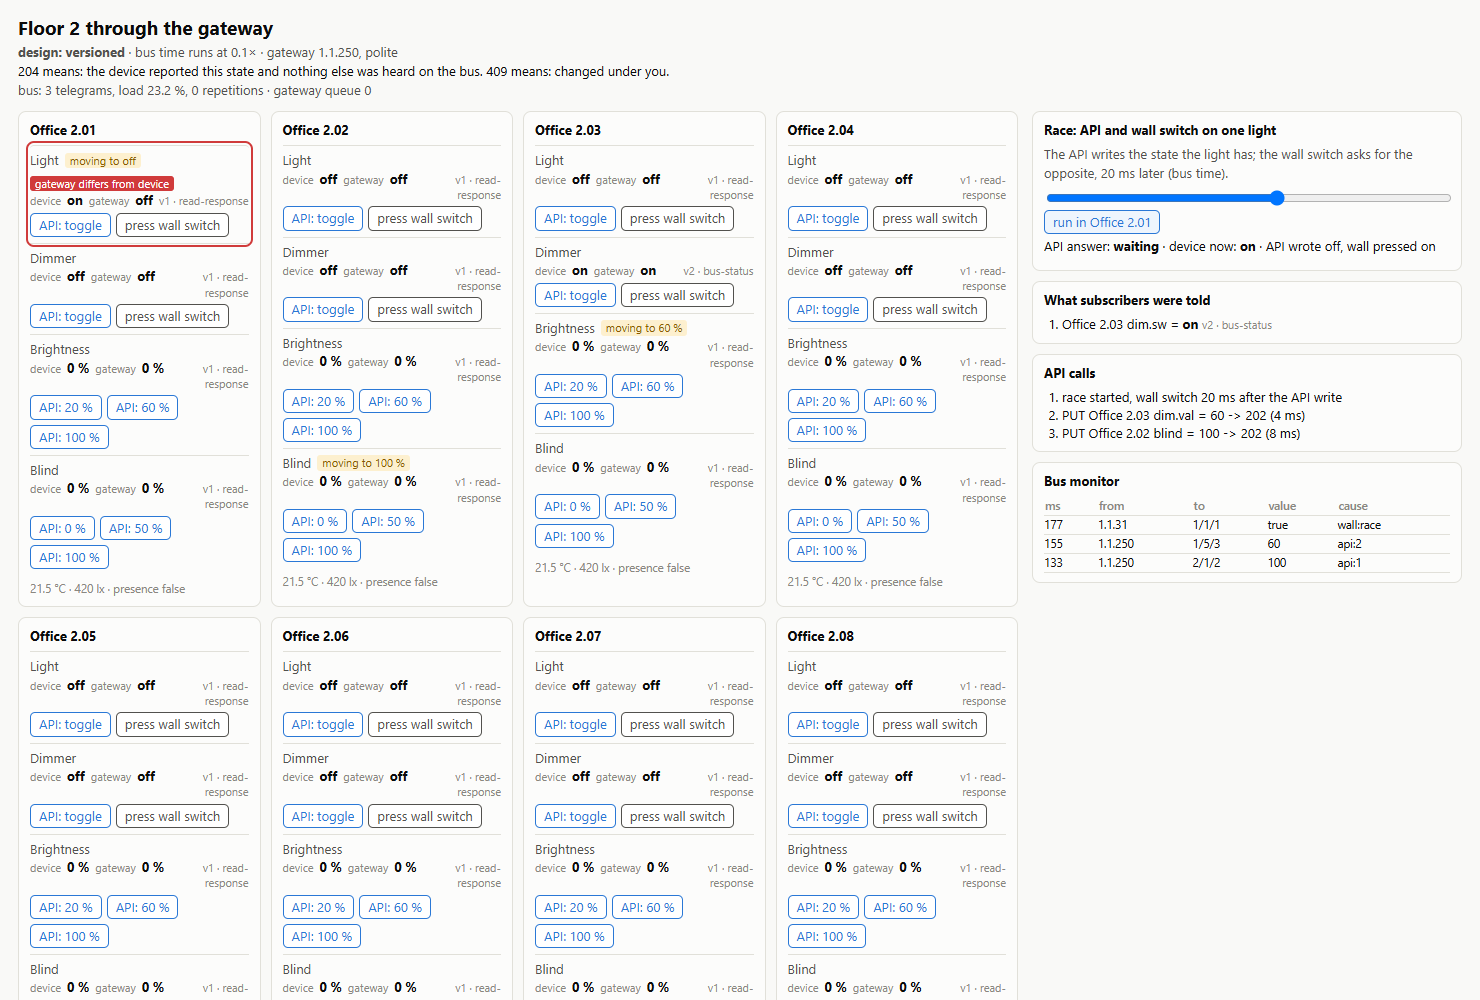 Floor 2 through the gateway
design: versioned · bus time runs at 0.1× · gateway 1.1.250, polite
204 means: the device reported this state and nothing else was heard on the bus. 409 means: changed under you.
bus: 3 telegrams, load 23.2 %, 0 repetitions · gateway queue 0
Office 2.01
Light moving to off
gateway differs from device
device on gateway off v1 · read-response
API: toggle press wall switch
Dimmer
device off gateway off v1 · read-
response
API: toggle press wall switch
Brightness
device 0 % gateway 0 % v1 · read-
response
API: 20 % API: 60 %
API: 100 %
Blind
device 0 % gateway 0 % v1 · read-
response
API: 0 % API: 50 %
API: 100 %
21.5 °C · 420 lx · presence false
Office 2.02
Light
device off gateway off v1 · read-
response
API: toggle press wall switch
Dimmer
device off gateway off v1 · read-
response
API: toggle press wall switch
Brightness
device 0 % gateway 0 % v1 · read-
response
API: 20 % API: 60 %
API: 100 %
Blind moving to 100 %
device 0 % gateway 0 % v1 · read-
response
API: 0 % API: 50 %
API: 100 %
21.5 °C · 420 lx · presence false
Office 2.03
Light
device off gateway off v1 · read-
response
API: toggle press wall switch
Dimmer
device on gateway on v2 · bus-status
API: toggle press wall switch
Brightness moving to 60 %
device 0 % gateway 0 % v1 · read-
response
API: 20 % API: 60 %
API: 100 %
Blind
device 0 % gateway 0 % v1 · read-
response
API: 0 % API: 50 %
API: 100 %
21.5 °C · 420 lx · presence false
Office 2.04
Light
device off gateway off v1 · read-
response
API: toggle press wall switch
Dimmer
device off gateway off v1 · read-
response
API: toggle press wall switch
Brightness
device 0 % gateway 0 % v1 · read-
response
API: 20 % API: 60 %
API: 100 %
Blind
device 0 % gateway 0 % v1 · read-
response
API: 0 % API: 50 %
API: 100 %
21.5 °C · 420 lx · presence false
Race: API and wall switch on one light
The API writes the state the light has; the wall switch asks for the
opposite, 20 ms later (bus time).
run in Office 2.01
API answer: waiting · device now: on · API wrote off, wall pressed on
What subscribers were told
1. Office 2.03 dim.sw = on v2 · bus-status
API calls
1. race started, wall switch 20 ms after the API write
2. PUT Office 2.03 dim.val = 60 -> 202 (4 ms)
3. PUT Office 2.02 blind = 100 -> 202 (8 ms)
Bus monitor
ms from to value cause
177 1.1.31 1/1/1 true wall:race
155 1.1.250 1/5/3 60 api:2
133 1.1.250 2/1/2 100 api:1
Office 2.05
Light
device off gateway off v1 · read-
response
API: toggle press wall switch
Dimmer
device off gateway off v1 · read-
response
API: toggle press wall switch
Brightness
device 0 % gateway 0 % v1 · read-
response
API: 20 % API: 60 %
API: 100 %
Blind
device 0 % gateway 0 % v1 · read-
Office 2.06
Light
device off gateway off v1 · read-
response
API: toggle press wall switch
Dimmer
device off gateway off v1 · read-
response
API: toggle press wall switch
Brightness
device 0 % gateway 0 % v1 · read-
response
API: 20 % API: 60 %
API: 100 %
Blind
device 0 % gateway 0 % v1 · read-
Office 2.07
Light
device off gateway off v1 · read-
response
API: toggle press wall switch
Dimmer
device off gateway off v1 · read-
response
API: toggle press wall switch
Brightness
device 0 % gateway 0 % v1 · read-
response
API: 20 % API: 60 %
API: 100 %
Blind
device 0 % gateway 0 % v1 · read-
Office 2.08
Light
device off gateway off v1 · read-
response
API: toggle press wall switch
Dimmer
device off gateway off v1 · read-
response
API: toggle press wall switch
Brightness
device 0 % gateway 0 % v1 · read-
response
API: 20 % API: 60 %
API: 100 %
Blind
device 0 % gateway 0 % v1 · read-